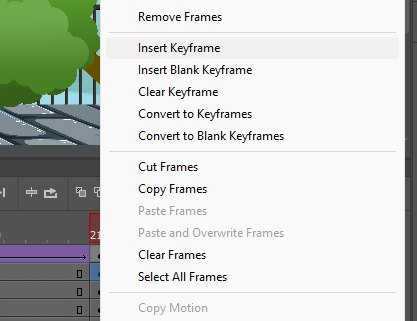 Remove Frames
Insert Keyframe
Insert Blank Keyframe
Clear Keyframe
Convert to Keyframes
Convert to Blank Keyframes
Cut Frames
Copy Frames
Paste Frames
Paste and Overwrite Frames
21
Clear Frames
Select All Frames
Copy Motion